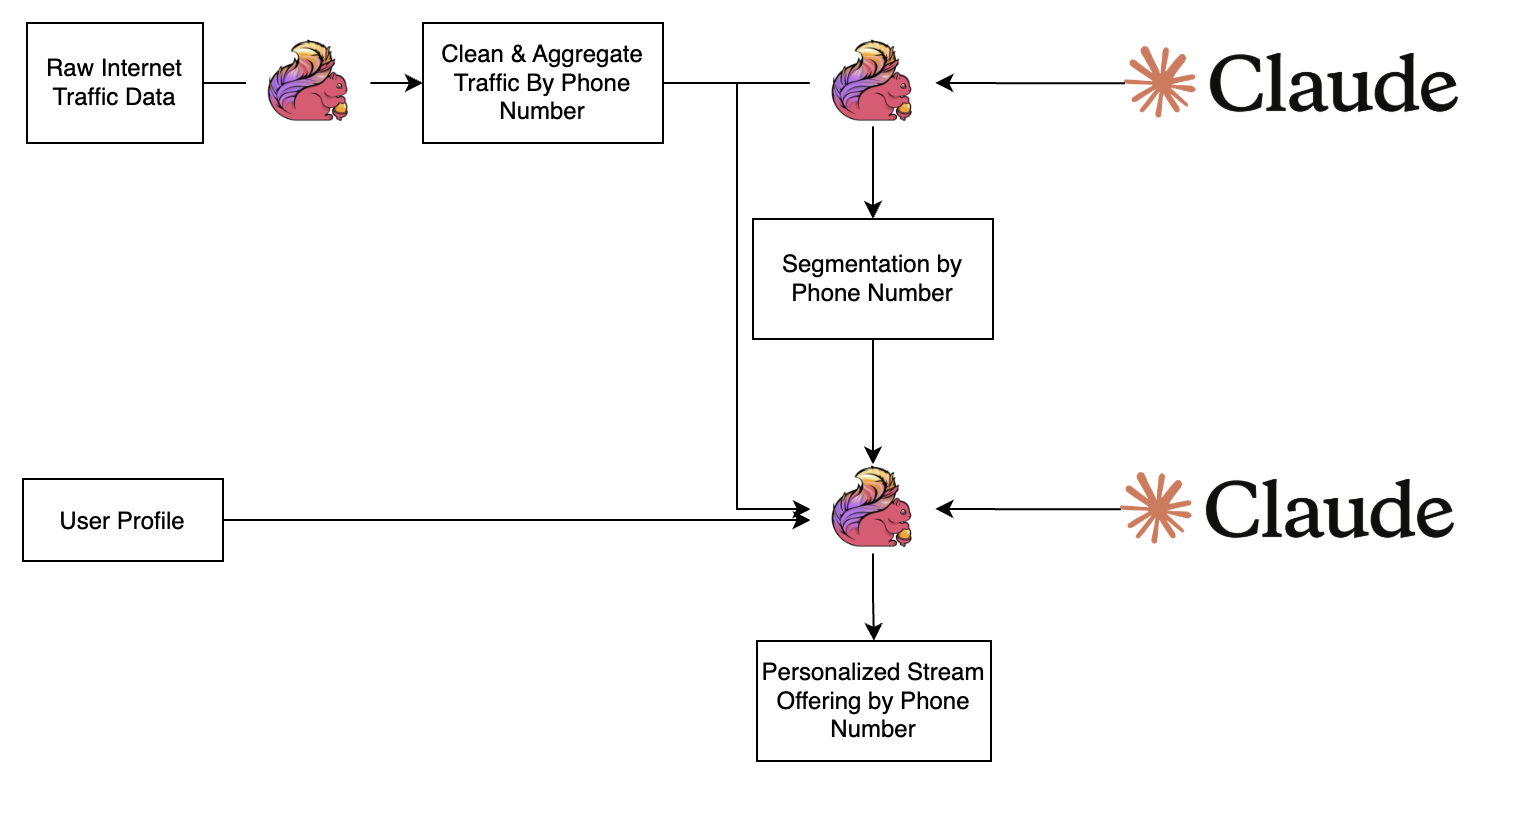 Raw Internet
Traffic Data
Clean & Aggregate
Traffic By Phone
Number
Claude
Segmentation by
Phone Number
User Profile
Claude
Personalized Stream
Offering by Phone
Number